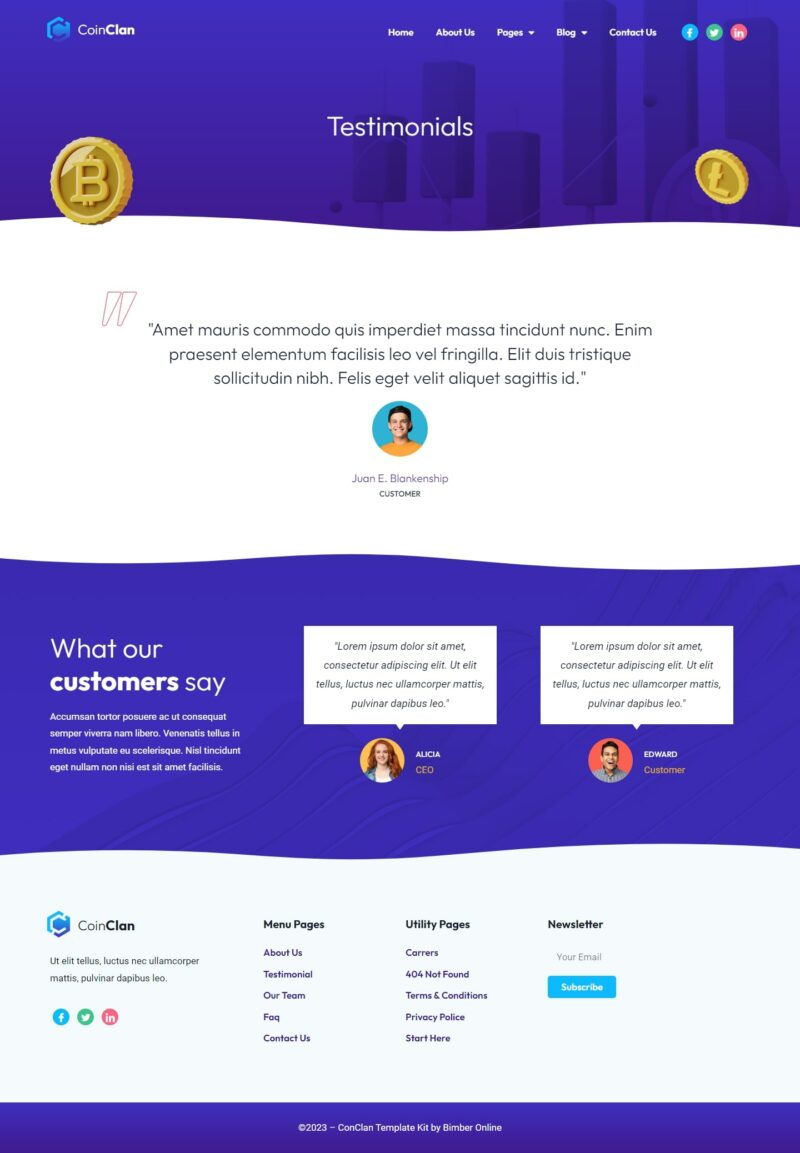 CoinClan
Home About Us Pages Blog Contact Us
Testimonials
"Amet mauris commodo quis imperdiet massa tincidunt nunc. Enim
praesent elementum facilisis leo vel fringilla. Elit duis tristique
sollicitudin nibh. Felis eget velit aliquet sagittis id."
Juan E. Blankenship
CUSTOMER
What our
customers say
Accumsan tortor posuere ac ut consequat
semper viverra nam libero. Venenatis tellus in
metus vulputate eu scelerisque. Nisl tincidunt
eget nullam non nisi est sit amet facilisis.
"Lorem ipsum dolor sit amet,
consectetur adipiscing elit. Ut elit
tellus, luctus nec ullamcorper mattis,
pulvinar dapibus leo."
ALICIA
CEO
"Lorem ipsum dolor sit amet,
consectetur adipiscing elit. Ut elit
tellus, luctus nec ullamcorper mattis,
pulvinar dapibus leo."
EDWARD
Customer
CoinClan
Ut elit tellus, luctus nec ullamcorper
mattis, pulvinar dapibus leo.
Menu Pages
About Us
Testimonial
Our Team
Faq
Contact Us
Utility Pages
Carrers
404 Not Found
Terms & Conditions
Privacy Police
Start Here
Newsletter
Your Email
Subscribe
©2023 – ConClan Template Kit by Bimber Online